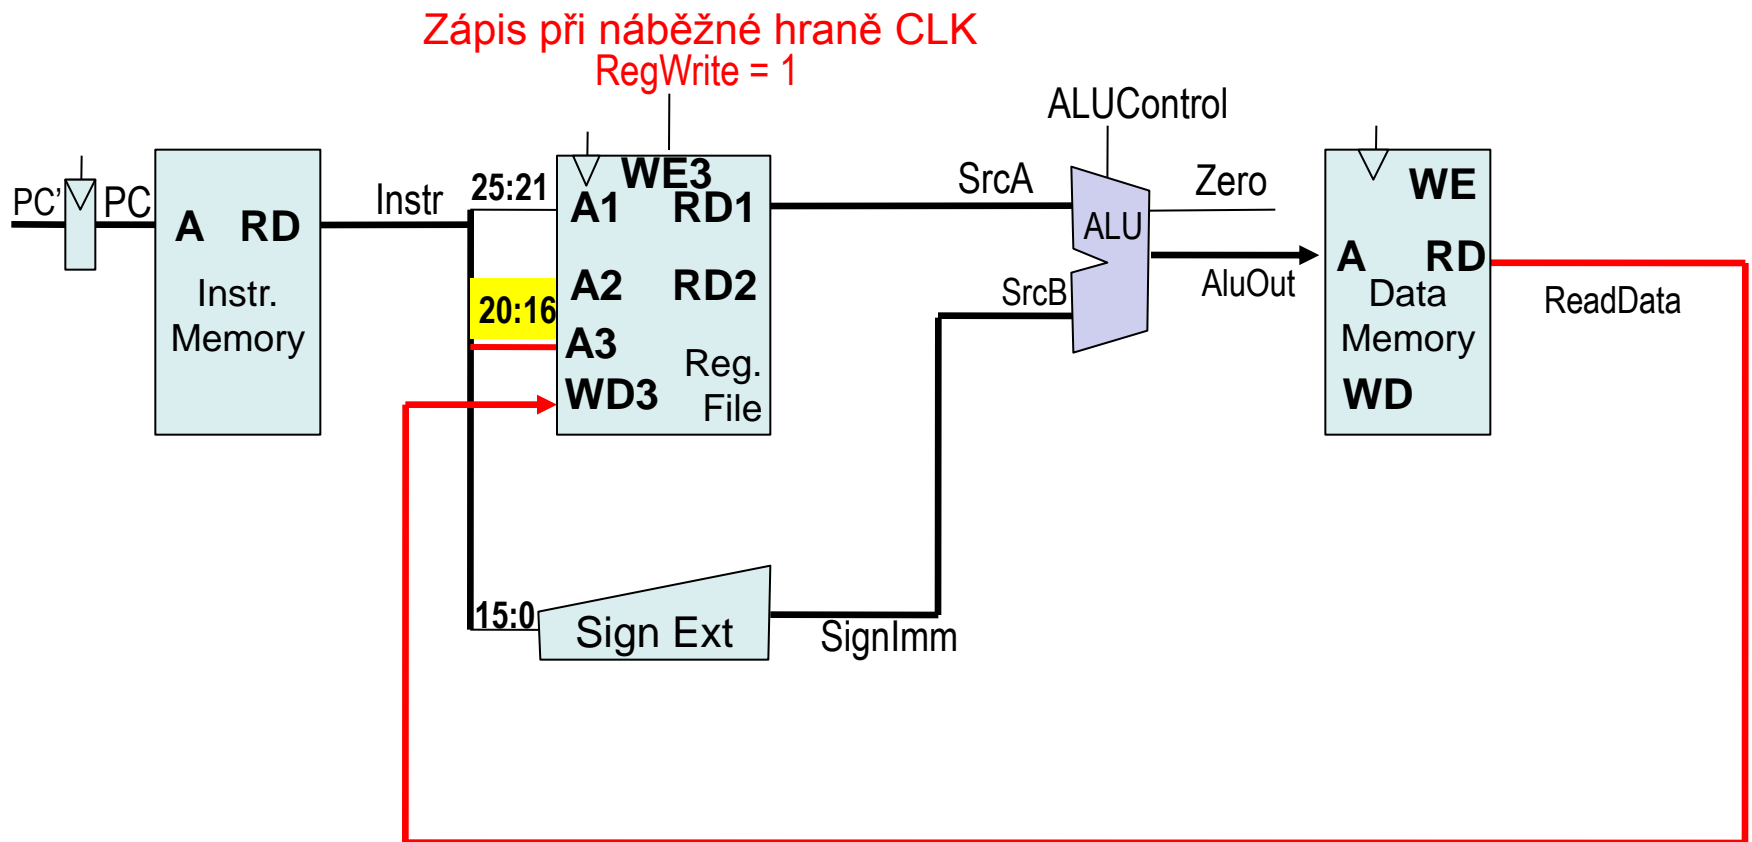 Zápis při náběžné hraně CLK
RegWrite = 1
ALUControl
PC’
PC
A RD
Instr.
Memory
Instr
25:21
20:16
15:0
WE3
A1 RD1
A2 RD2
A3
WD3
Reg.
File
Sign Ext
SignImm
SrcA
SrcB
ALU
Zero
AluOut
WE
A RD
Data
Memory
WD
ReadData